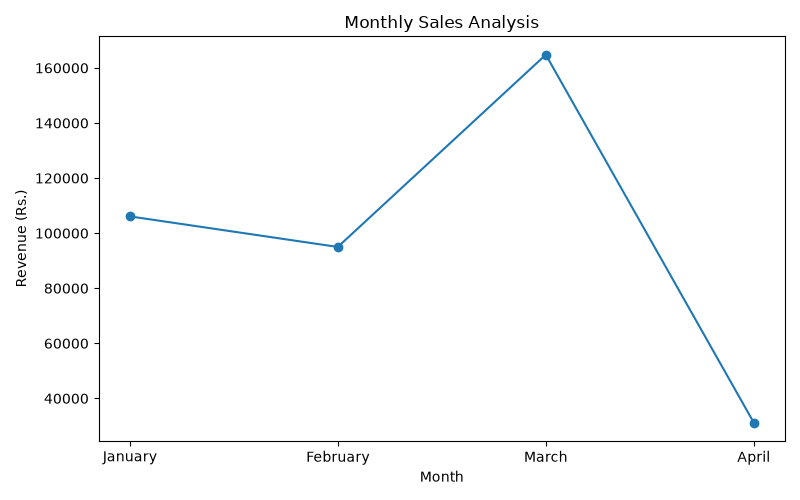 Monthly Sales Analysis
160000
140000
120000
100000
80000
60000
40000
Revenue (Rs.)
January February March April
Month